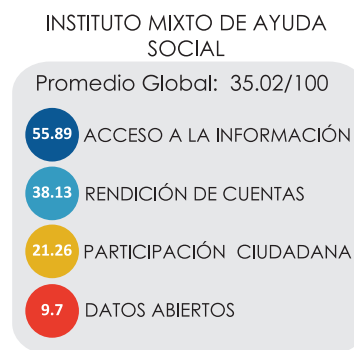 INSTITUTO MIXTO DE AYUDA
SOCIAL
Promedio Global: 35.02/100
55.89 ACCESO A LA INFORMACIÓN
38.13 RENDICIÓN DE CUENTAS
21.26 PARTICIPACIÓN CIUDADANA
9.7 DATOS ABIERTOS